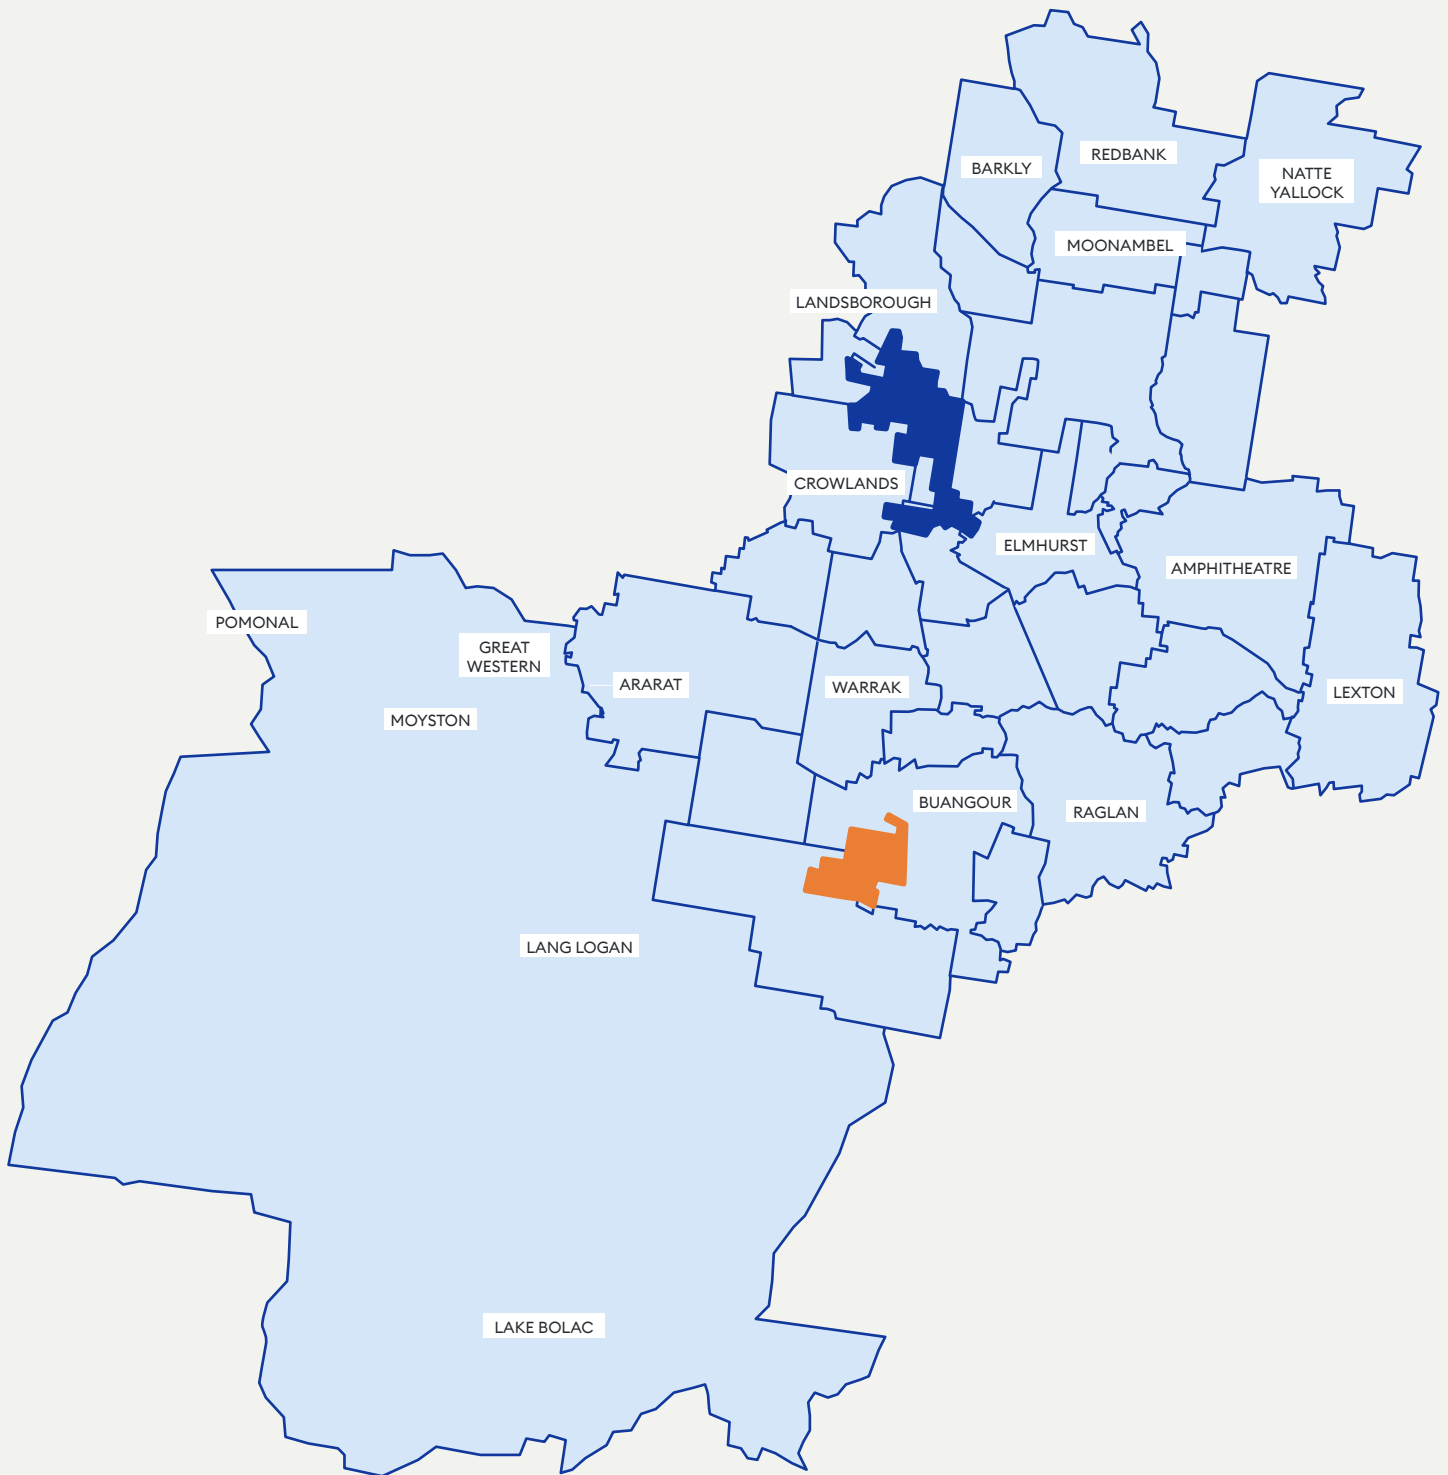 REDBANK
BARKLY
NATTE
YALLOCK
MOONAMBEL
LANDSBOROUGH
CROWLANDS
ELMHURST
AMPHITHEATRE
POMONAL
GREAT
WESTERN
ARARAT
WARRAK
LEXTON
MOYSTON
BUANGOUR
RAGLAN
LANG LOGAN
LAKE BOLAC